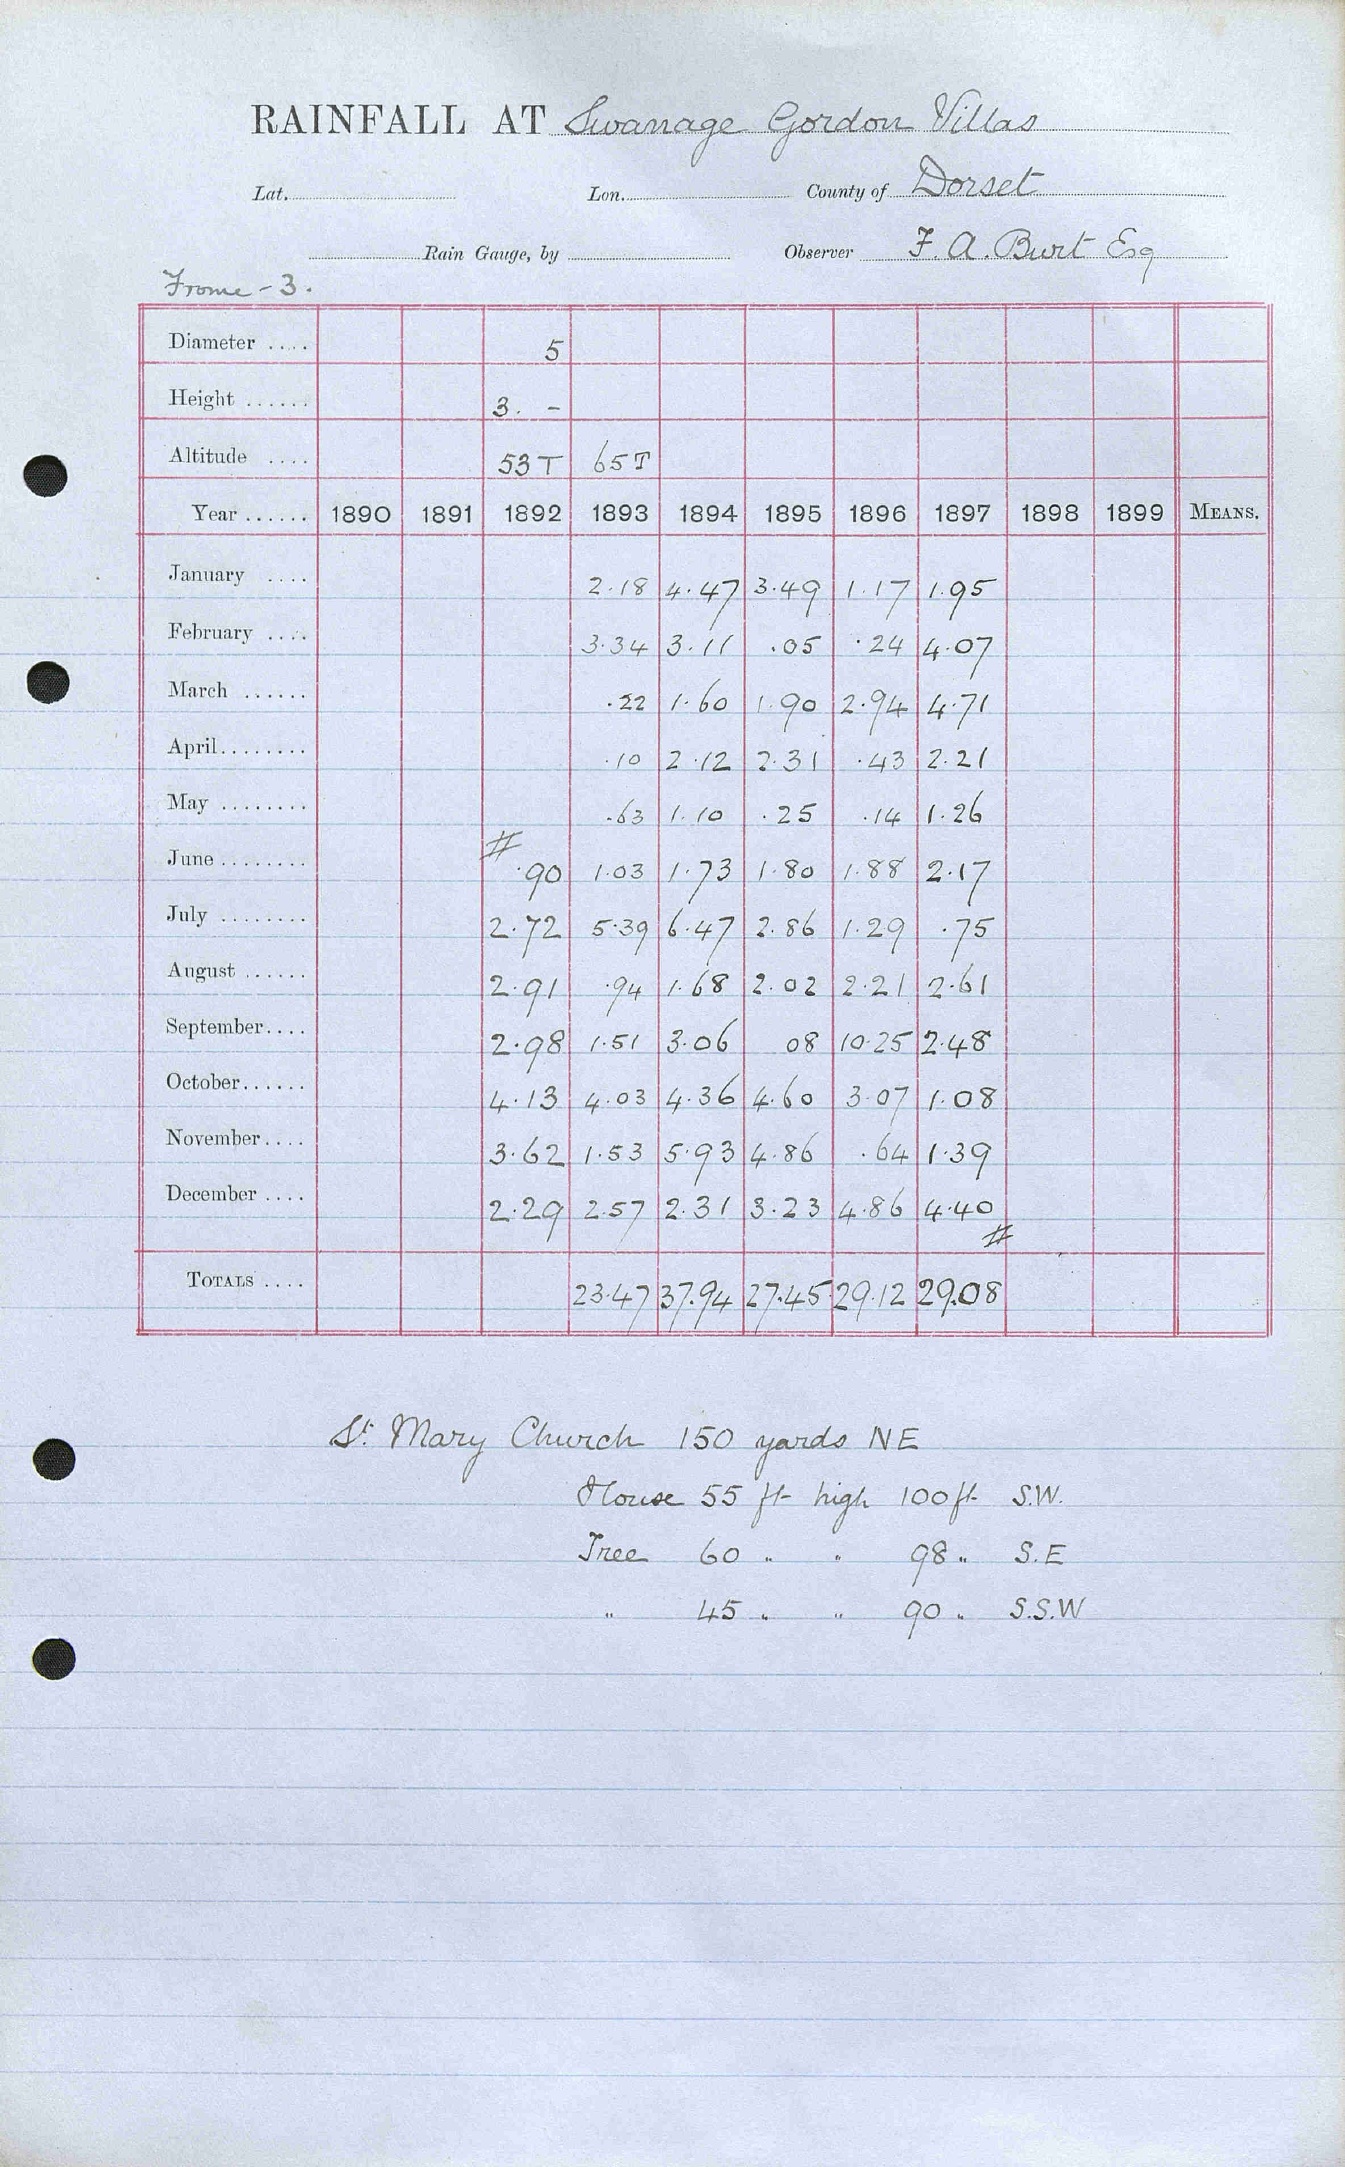 RAINFALL AT Swanage Gordon Villas
Lat. Lon. County of Dorset
Rain Gauge, by Observer F. A. Burt Esq
Frome - 3.
Diameter .... 5
Height ...... 3. -
Altitude .... 53 T 65 T
Year ...... 1890 1891 1892 1893 1894 1895 1896 1897 1898 1899 MEANS.
January .... 2.18 4.47 3.49 1.17 1.95
February .... 3.34 3.11 .05 .24 4.07
March ...... .22 1.60 1.90 2.94 4.71
April ........ .10 2.12 2.31 .43 2.21
May ........ .63 1.10 .25 .14 1.26
June ........ # .90 1.03 1.73 1.80 1.88 2.17
July ........ 2.72 5.39 6.47 2.86 1.29 .75
August ...... 2.91 .94 1.68 2.02 2.21 2.61
September.... 2.98 1.51 3.06 08 10.25 2.48
October...... 4.13 4.03 4.36 4.60 3.07 1.08
November.... 3.62 1.53 5.93 4.86 .64 1.39
December .... 2.29 2.57 2.31 3.23 4.86 4.40 #
TOTALS .... 23.47 37.94 27.45 29.12 29.08
St. Mary Church 150 yards NE
House 55 ft high 100 ft S.W.
Tree 60 " " 98 " S.E
" 45 " " 90 " S.S.W